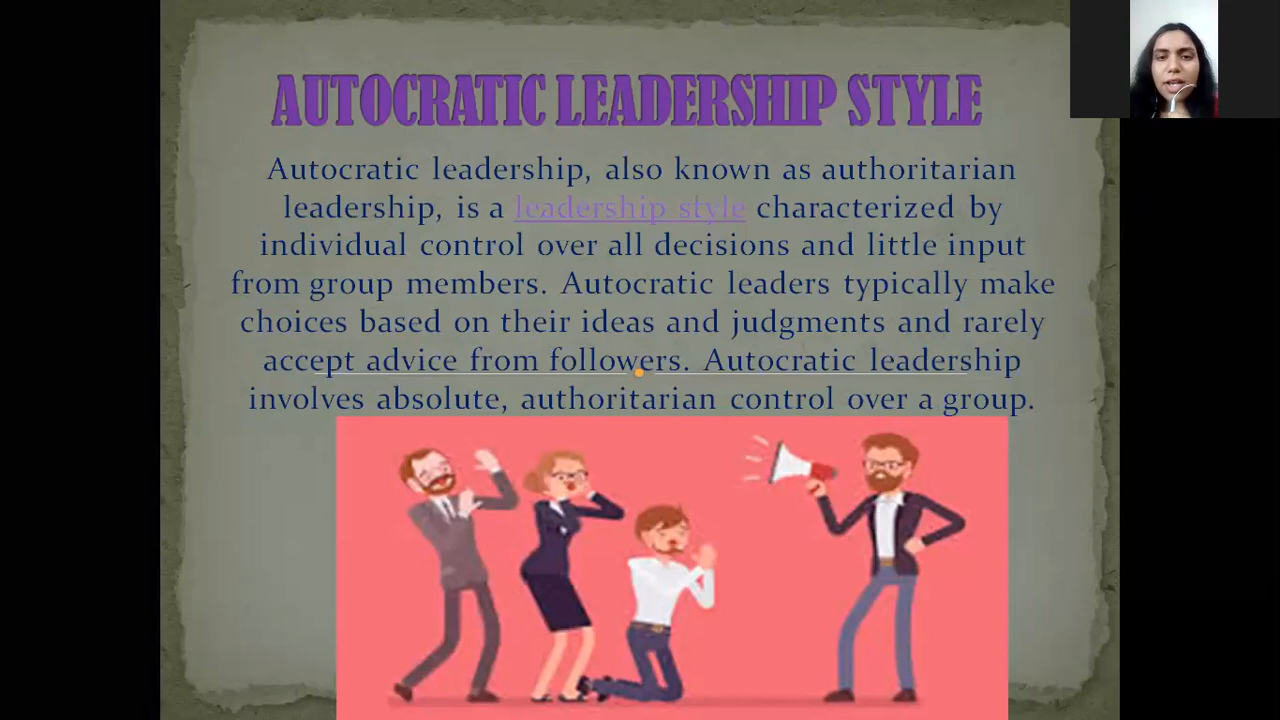 AUTOCRATIC LEADERSHIP STYLE
Autocratic leadership, also known as authoritarian
leadership, is a leadership style characterized by
individual control over all decisions and little input
from group members. Autocratic leaders typically make
choices based on their ideas and judgments and rarely
accept advice from followers. Autocratic leadership
involves absolute, authoritarian control over a group.